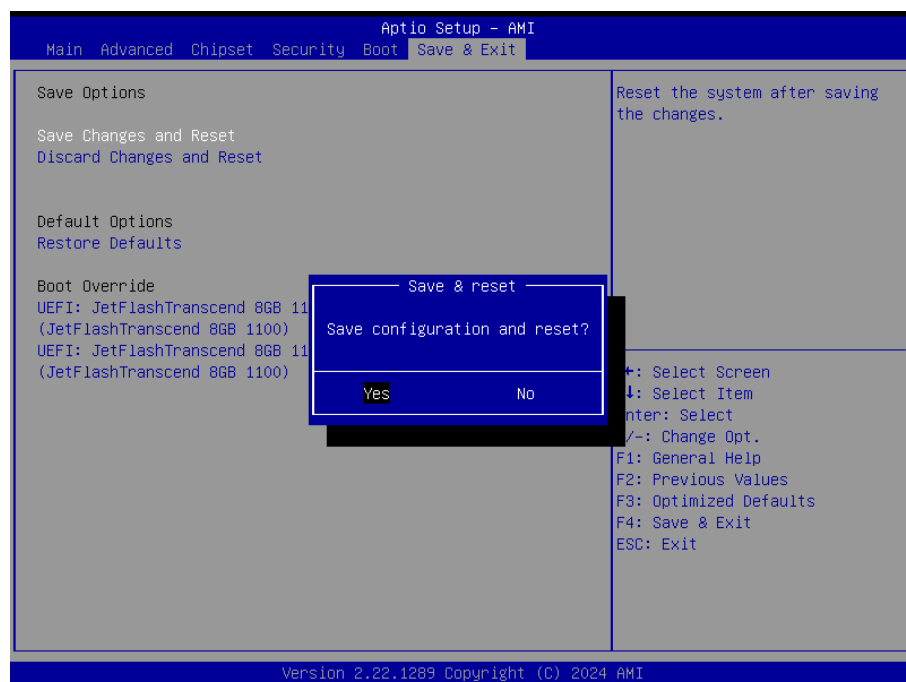 Aptio Setup – AMI
Main Advanced Chipset Security Boot Save & Exit
Save Options
Save Changes and Reset
Discard Changes and Reset
Default Options
Restore Defaults
Boot Override
UEFI: JetFlashTranscend 8GB 11
(JetFlashTranscend 8GB 1100)
UEFI: JetFlashTranscend 8GB 11
(JetFlashTranscend 8GB 1100)
Save & reset
Save configuration and reset?
Yes No
Reset the system after saving
the changes.
: Select Screen
: Select Item
nter: Select
/-: Change Opt.
F1: General Help
F2: Previous Values
F3: Optimized Defaults
F4: Save & Exit
ESC: Exit
Version 2.22.1289 Copyright (C) 2024 AMI